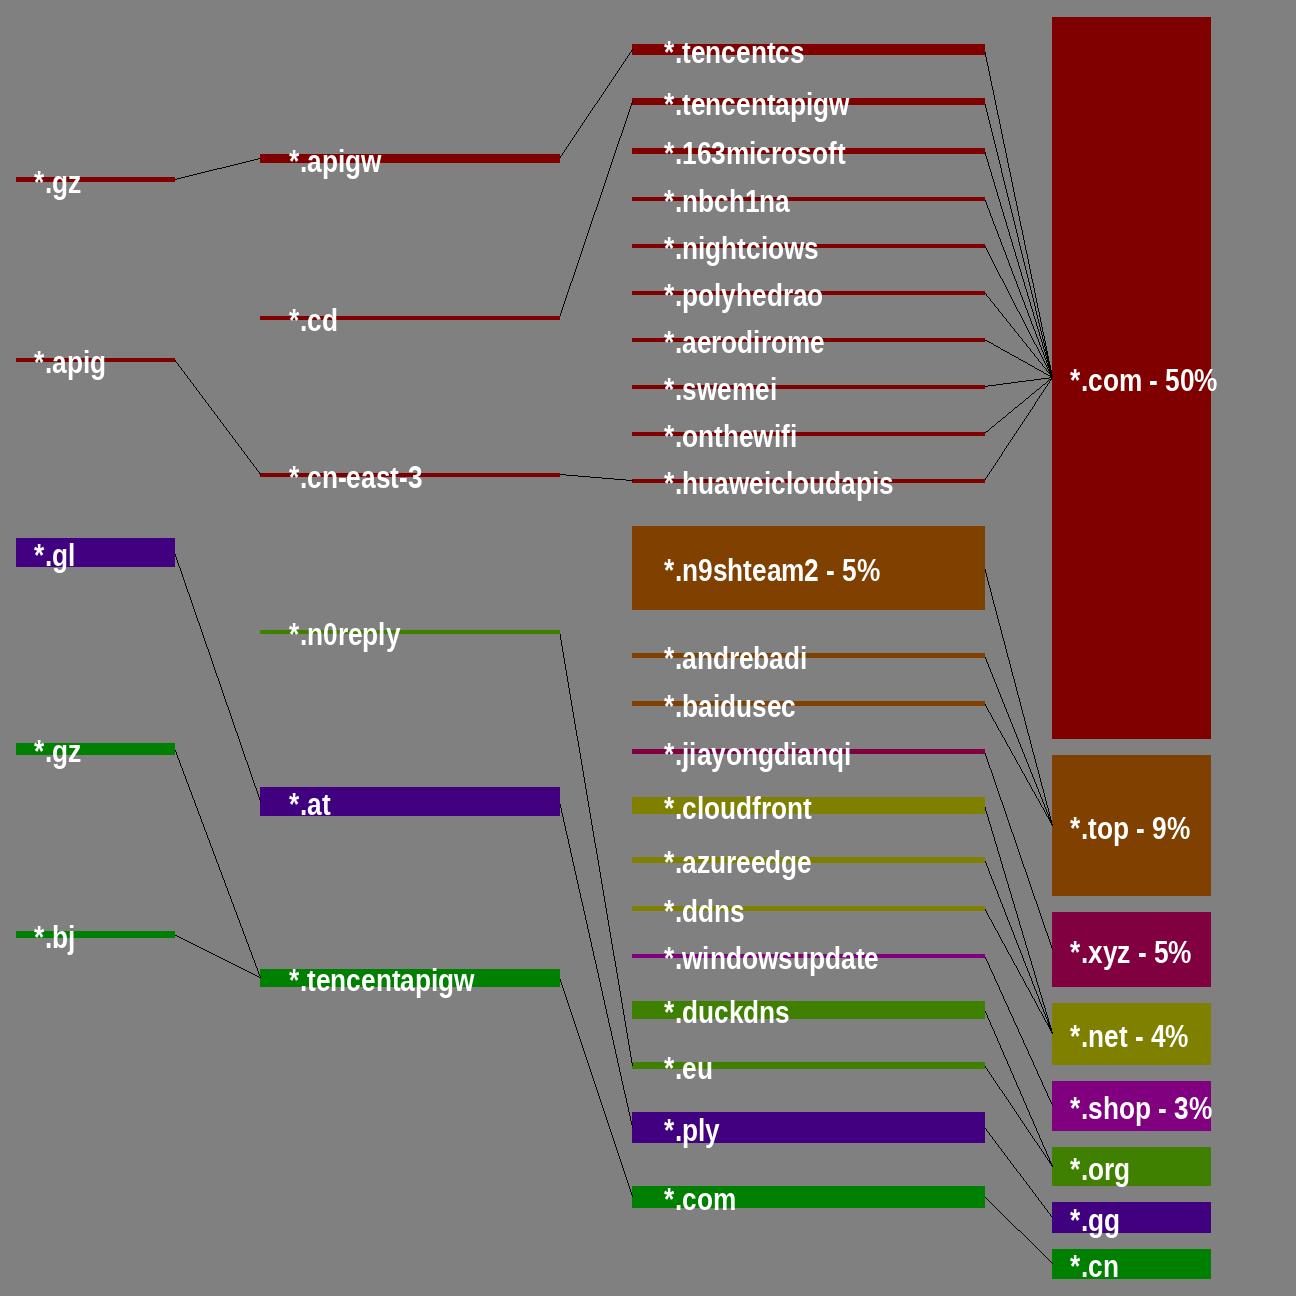 *.gz
*.apig
*.gl
*.gz
*.bj
*.apigw
*.cd
*.cn-east-3
*.n0reply
*.at
*.tencentapigw
*.tencentcs
*.tencentapigw
*.163microsoft
*.nbch1na
*.nightciows
*.polyhedrao
*.aerodirome
*.swemei
*.onthewifi
*.huaweicloudapis
*.n9shteam2 - 5%
*.andrebadi
*.baidusec
*.jiayongdianqi
*.cloudfront
*.azureedge
*.ddns
*.windowsupdate
*.duckdns
*.eu
*.ply
*.com
*.com - 50%
*.top - 9%
*.xyz - 5%
*.net - 4%
*.shop - 3%
*.org
*.gg
*.cn